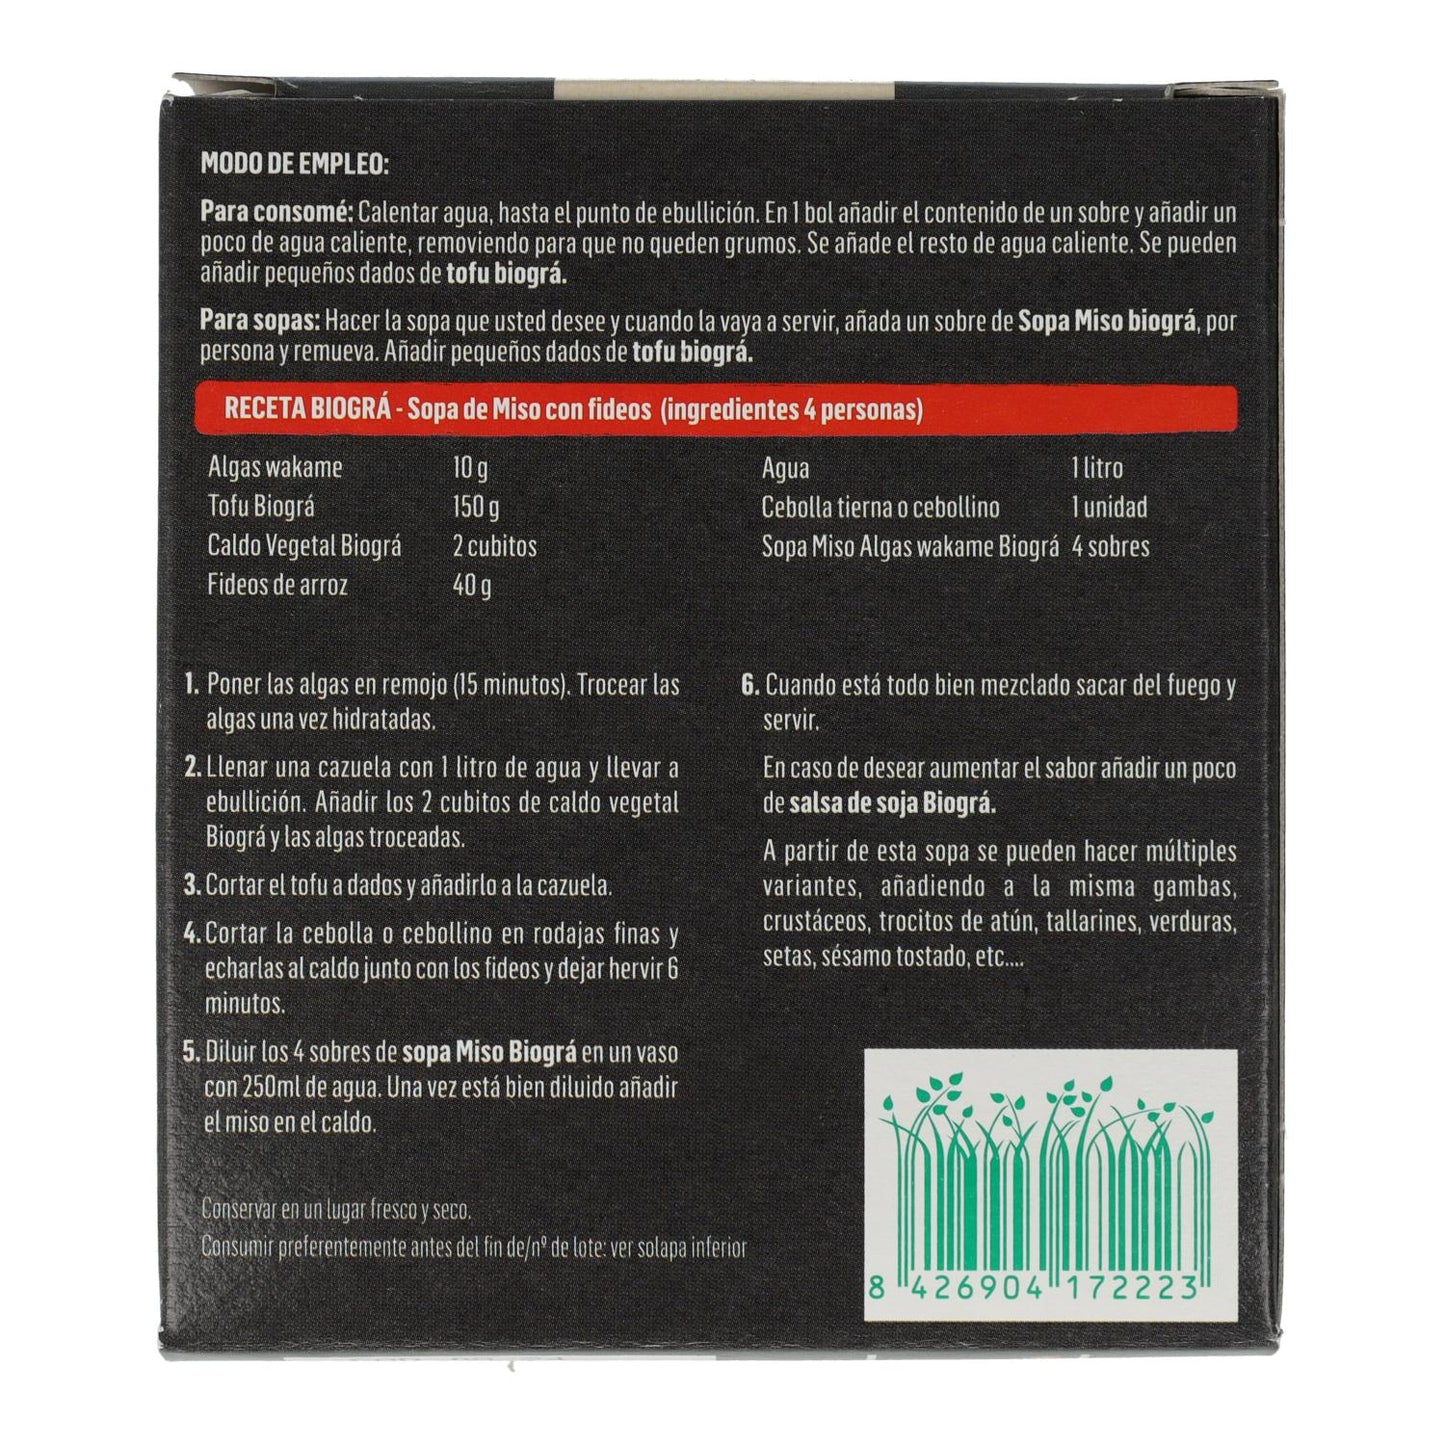 MODO DE EMPLEO:
Para consomé: Calentar agua, hasta el punto de ebullición. En 1 bol añadir el contenido de un sobre y añadir un
poco de agua caliente, removiendo para que no queden grumos. Se añade el resto de agua caliente. Se pueden
añadir pequeños dados de tofu biográ.
Para sopas: Hacer la sopa que usted desee y cuando la vaya a servir, añada un sobre de Sopa Miso biográ, por
persona y remueva. Añadir pequeños dados de tofu biográ.
RECETA BIOGRÁ - Sopa de Miso con fideos (ingredientes 4 personas)
Algas wakame 10 g
Tofu Biográ 150 g
Caldo Vegetal Biográ 2 cubitos
Fideos de arroz 40 g
Agua 1 litro
Cebolla tierna o cebollino 1 unidad
Sopa Miso Algas wakame Biográ 4 sobres
1. Poner las algas en remojo (15 minutos). Trocear las
algas una vez hidratadas.
2. Llenar una cazuela con 1 litro de agua y llevar a
ebullición. Añadir los 2 cubitos de caldo vegetal
Biográ y las algas troceadas.
3. Cortar el tofu a dados y añadirlo a la cazuela.
4. Cortar la cebolla o cebollino en rodajas finas y
echarlas al caldo junto con los fideos y dejar hervir 6
minutos.
5. Diluir los 4 sobres de sopa Miso Biográ en un vaso
con 250ml de agua. Una vez está bien diluido añadir
el miso en el caldo.
6. Cuando está todo bien mezclado sacar del fuego y
servir.
En caso de desear aumentar el sabor añadir un poco
de salsa de soja Biográ.
A partir de esta sopa se pueden hacer múltiples
variantes, añadiendo a la misma gambas,
crustáceos, trocitos de atún, tallarines, verduras,
setas, sésamo tostado, etc....
Conservar en un lugar fresco y seco.
Consumir preferentemente antes del fin de/nº de lote: ver solapa inferior
8 426904 172223